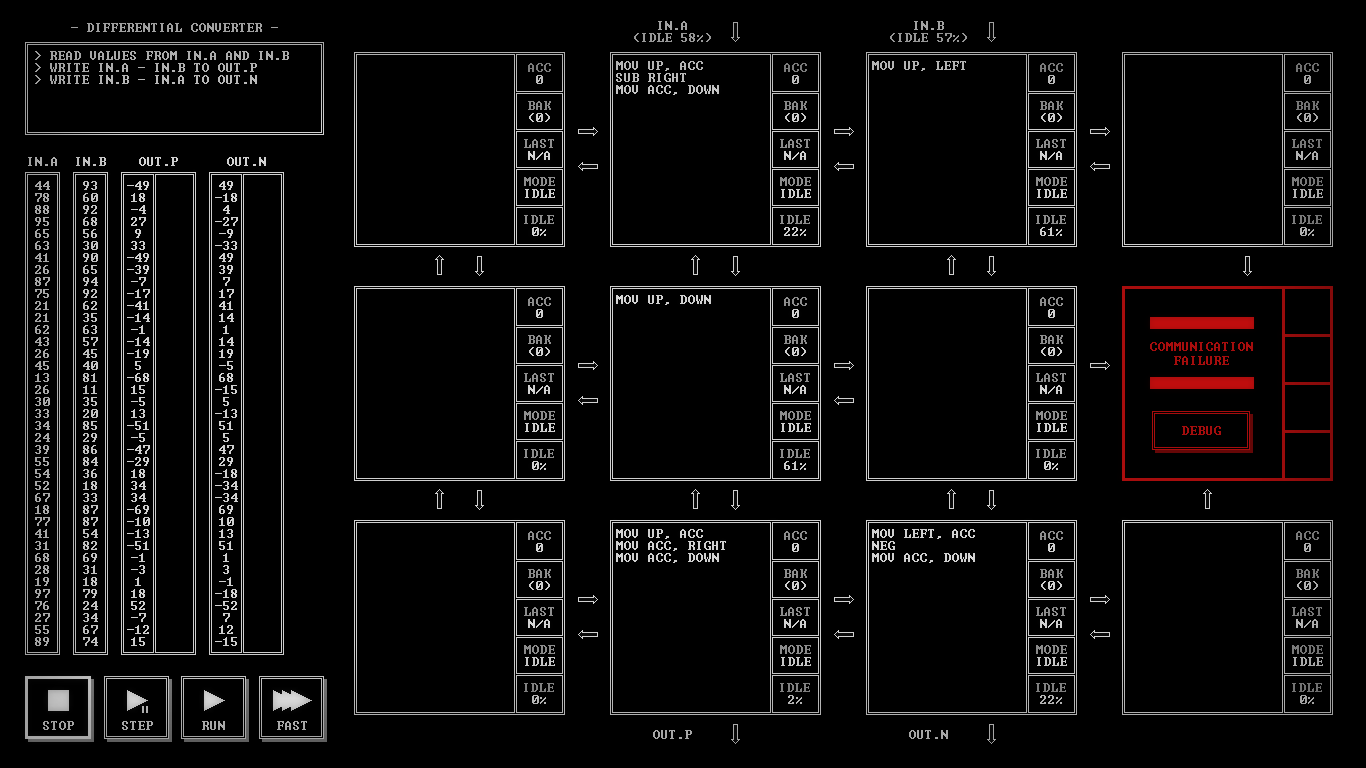 - DIFFERENTIAL CONVERTER -
> READ VALUES FROM IN.A AND IN.B
> WRITE IN.A - IN.B TO OUT.P
> WRITE IN.B - IN.A TO OUT.N
IN.A IN.B OUT.P OUT.N
44 93 -49 49
78 60 18 -18
88 92 -4 4
95 68 27 -27
65 56 9 -9
63 30 33 -33
41 90 -49 49
26 65 -39 39
87 94 -7 7
75 92 -17 17
21 62 -41 41
21 35 -14 14
62 63 -1 1
43 57 -14 14
26 45 -19 19
45 40 5 -5
13 81 -68 68
26 11 15 -15
30 35 -5 5
33 20 13 -13
34 85 -51 51
24 29 -5 5
39 86 -47 47
55 84 -29 29
54 36 18 -18
52 18 34 -34
67 33 34 -34
18 87 -69 69
77 87 -10 10
41 54 -13 13
31 82 -51 51
68 69 -1 1
28 31 -3 3
19 18 1 -1
97 79 18 -18
76 24 52 -52
27 34 -7 7
55 67 -12 12
89 74 15 -15
STOP STEP RUN FAST
IN.A
(IDLE 58%)
IN.B
(IDLE 57%)
ACC
0
BAK
(0)
LAST
N/A
MODE
IDLE
IDLE
0%
MOV UP, ACC
SUB RIGHT
MOV ACC, DOWN
ACC
0
BAK
(0)
LAST
N/A
MODE
IDLE
IDLE
22%
MOV UP, LEFT
ACC
0
BAK
(0)
LAST
N/A
MODE
IDLE
IDLE
61%
ACC
0
BAK
(0)
LAST
N/A
MODE
IDLE
IDLE
0%
ACC
0
BAK
(0)
LAST
N/A
MODE
IDLE
IDLE
0%
MOV UP, DOWN
ACC
0
BAK
(0)
LAST
N/A
MODE
IDLE
IDLE
61%
ACC
0
BAK
(0)
LAST
N/A
MODE
IDLE
IDLE
0%
COMMUNICATION
FAILURE
DEBUG
ACC
0
BAK
(0)
LAST
N/A
MODE
IDLE
IDLE
0%
MOV UP, ACC
MOV ACC, RIGHT
MOV ACC, DOWN
ACC
0
BAK
(0)
LAST
N/A
MODE
IDLE
IDLE
2%
MOV LEFT, ACC
NEG
MOV ACC, DOWN
ACC
0
BAK
(0)
LAST
N/A
MODE
IDLE
IDLE
22%
ACC
0
BAK
(0)
LAST
N/A
MODE
IDLE
IDLE
0%
OUT.P
OUT.N